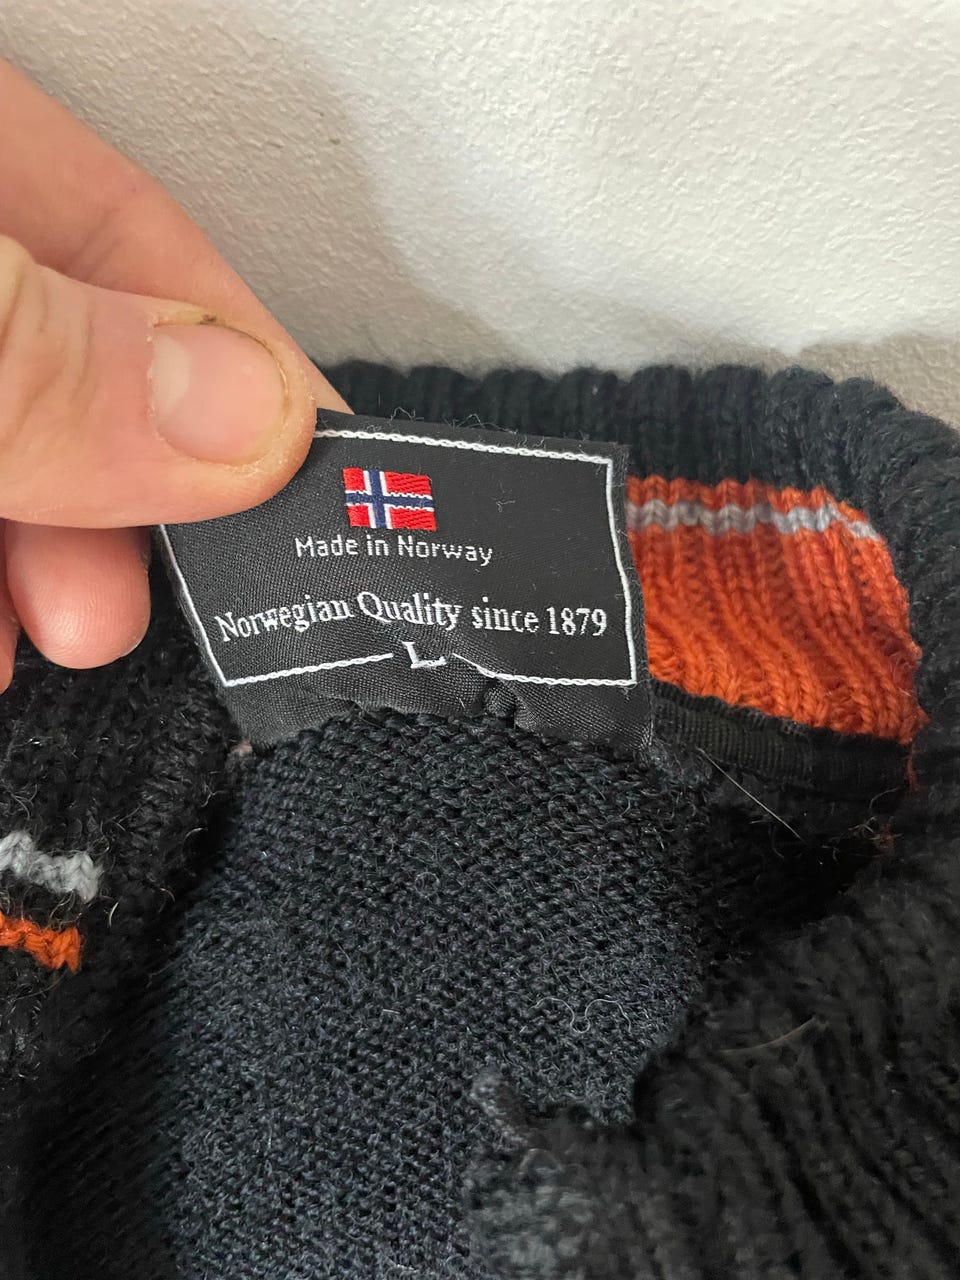 Made in Norway
Norwegian Quality since 1879
L